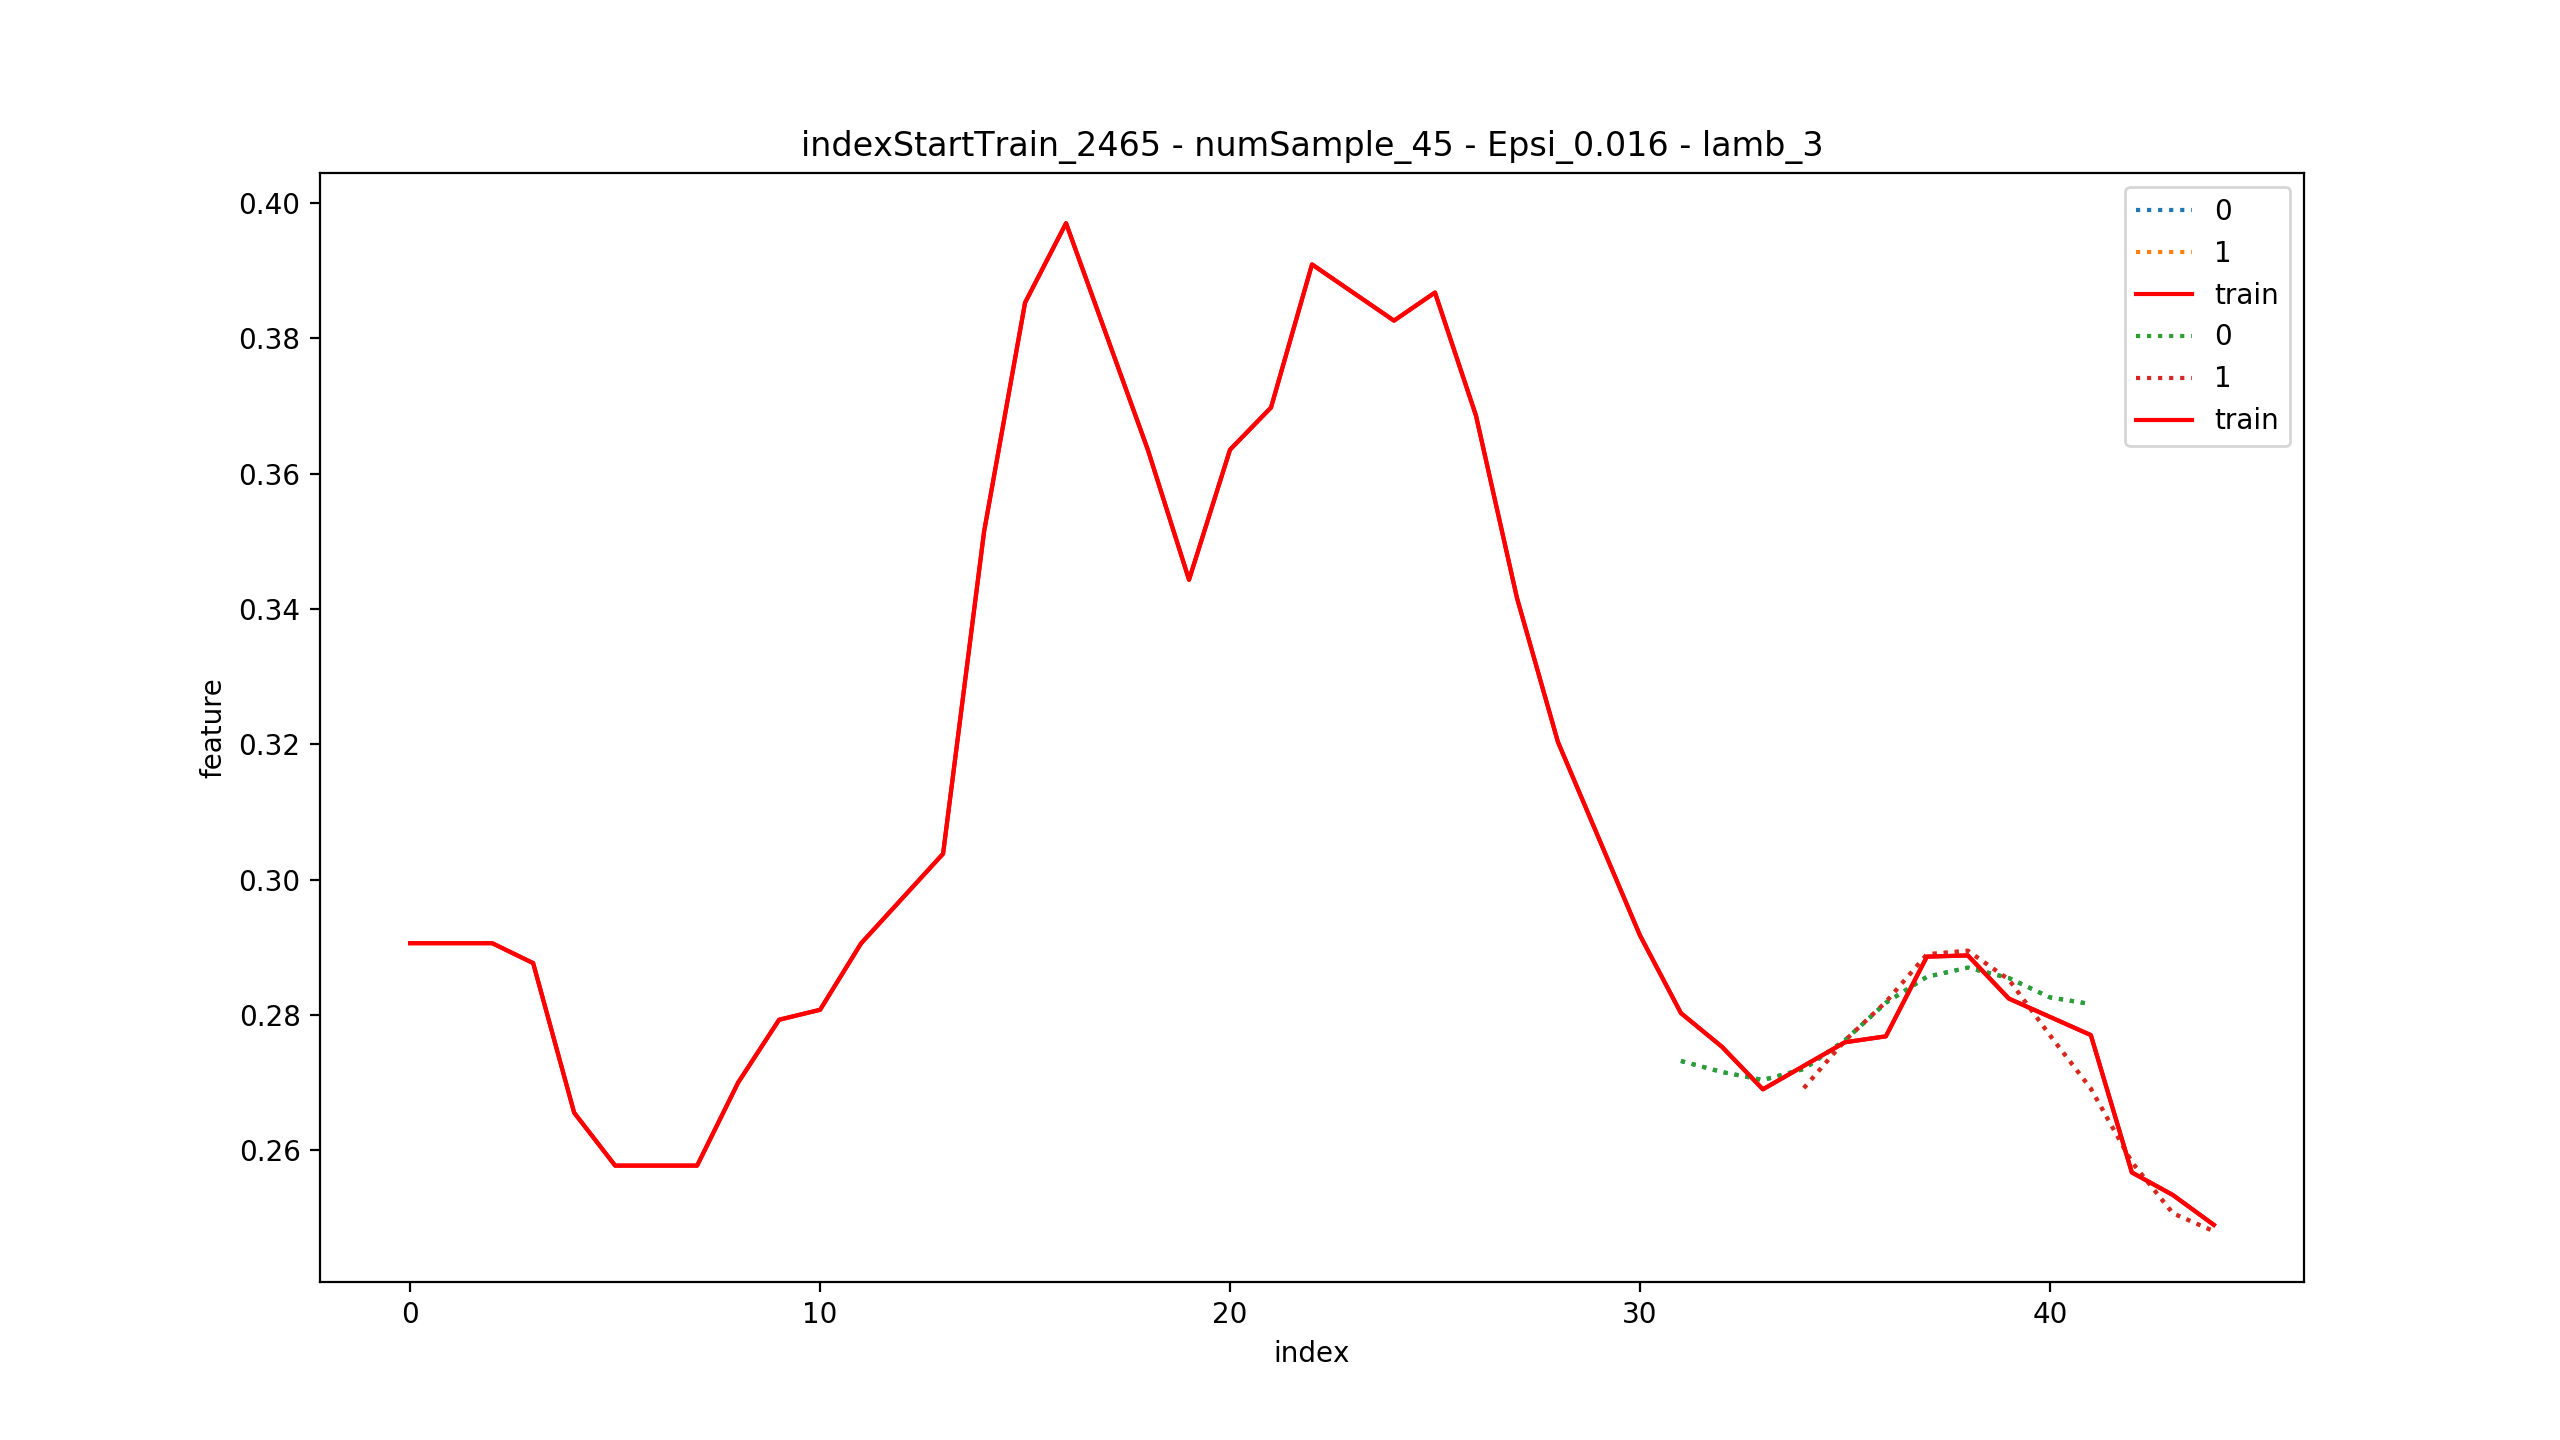 indexStartTrain_2465 - numSample_45 - Epsi_0.016 - lamb_3
0.40
0.38
0.36
0.34
0.32
0.30
0.28
0.26
feature
0
1
train
0
1
train
0 10 20 30 40
index